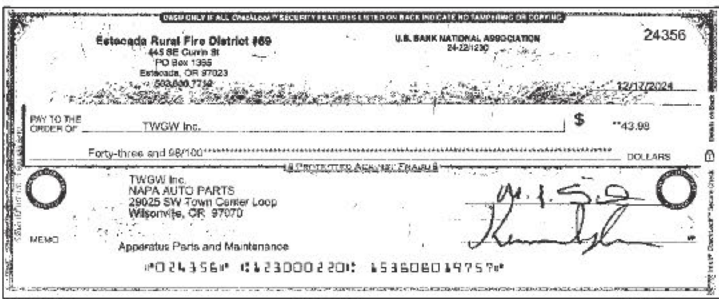 CASH ONLY IF ALL CheckLock™ SECURITY FEATURES LISTED ON BACK INDICATE NO TAMPERING OR COPYING
Estacada Rural Fire District #69
445 SE Currin St
PO Box 1385
Estacada, OR 97023
U.S. BANK NATIONAL ASSOCIATION
24-22/1230
24356
12/17/2024
PAY TO THE
ORDER OF TWGW Inc. $ **43.98
Forty-three and 98/100 DOLLARS
TWGW Inc.
NAPA AUTO PARTS
29025 SW Town Center Loop
Wilsonville, OR 97070
MEMO
Apparatus Parts and Maintenance
⑈024356⑈ ⑆123000220⑆ 153606019757⑈